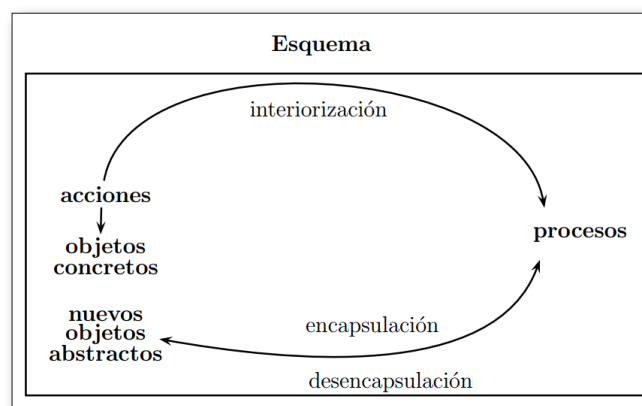 Esquema
interiorización
acciones
objetos
concretos
procesos
nuevos
objetos
abstractos
encapsulación
desencapsulación